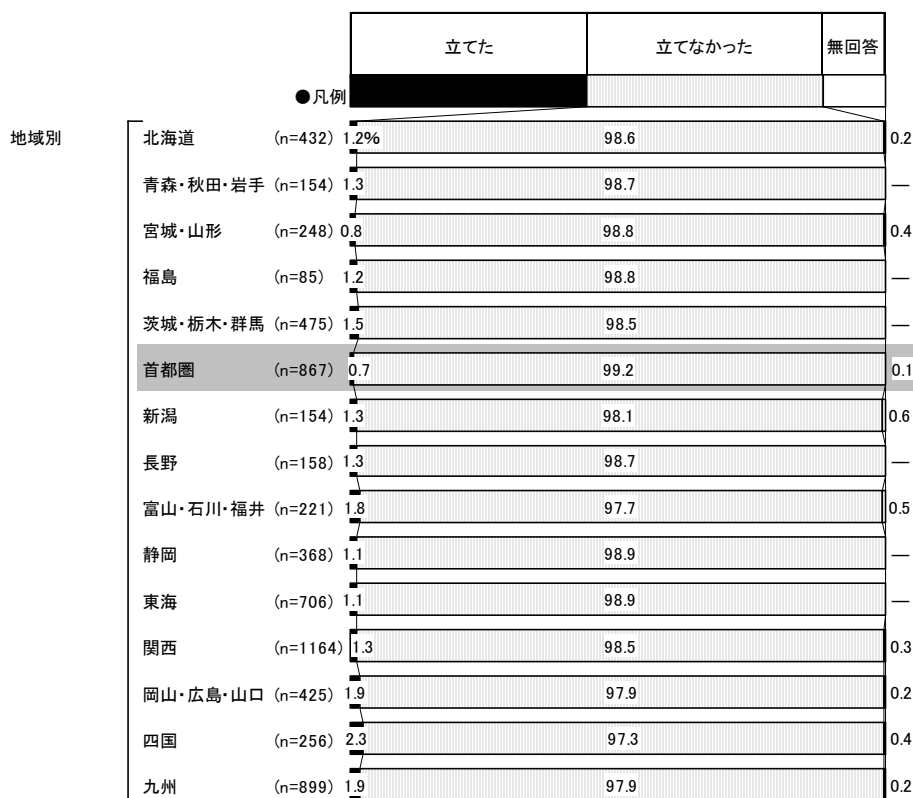 立てた 立てなかった 無回答
●凡例
地域別 北海道 (n=432) 1.2% 98.6 0.2
青森・秋田・岩手 (n=154) 1.3 98.7 ―
宮城・山形 (n=248) 0.8 98.8 0.4
福島 (n=85) 1.2 98.8 ―
茨城・栃木・群馬 (n=475) 1.5 98.5 ―
首都圏 (n=867) 0.7 99.2 0.1
新潟 (n=154) 1.3 98.1 0.6
長野 (n=158) 1.3 98.7 ―
富山・石川・福井 (n=221) 1.8 97.7 0.5
静岡 (n=368) 1.1 98.9 ―
東海 (n=706) 1.1 98.9 ―
関西 (n=1164) 1.3 98.5 0.3
岡山・広島・山口 (n=425) 1.9 97.9 0.2
四国 (n=256) 2.3 97.3 0.4
九州 (n=899) 1.9 97.9 0.2